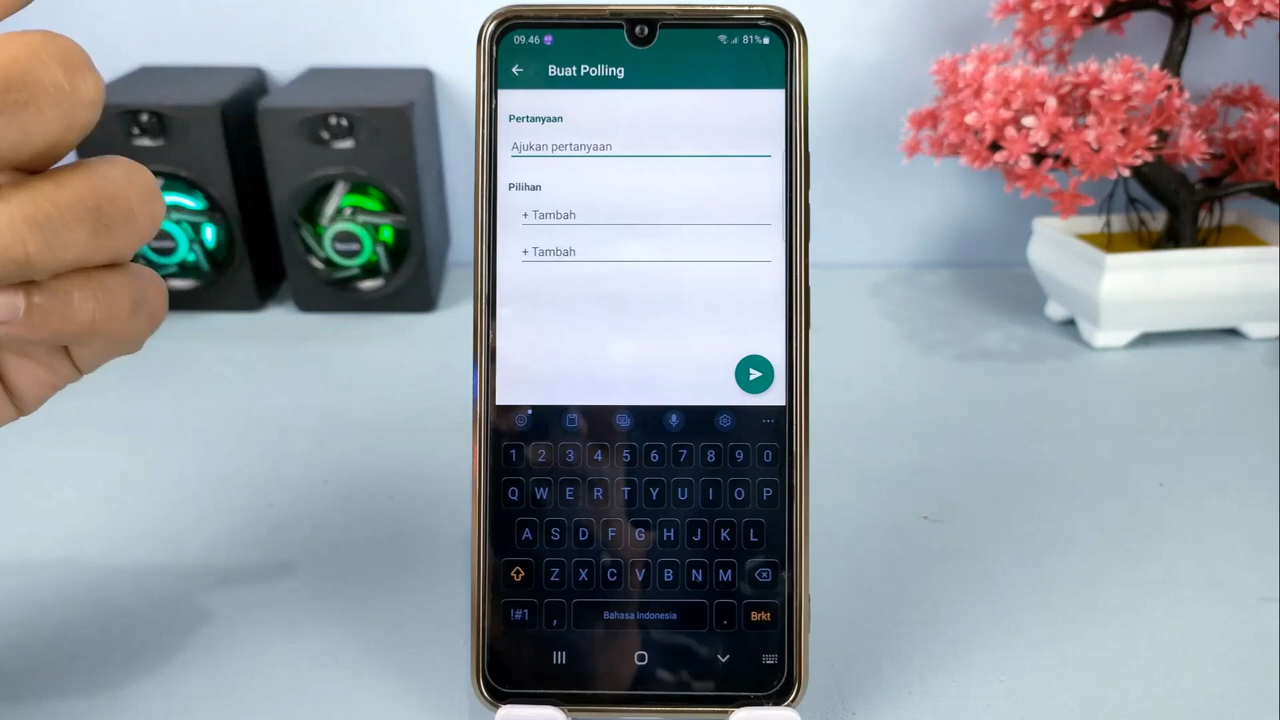 09.46 81%
Buat Polling
Pertanyaan
Ajukan pertanyaan
Pilihan
+ Tambah
+ Tambah
1 2 3 4 5 6 7 8 9 0
Q W E R T Y U I O P
A S D F G H J K L
Z X C V B N M
!#1 , Bahasa Indonesia . Brkt